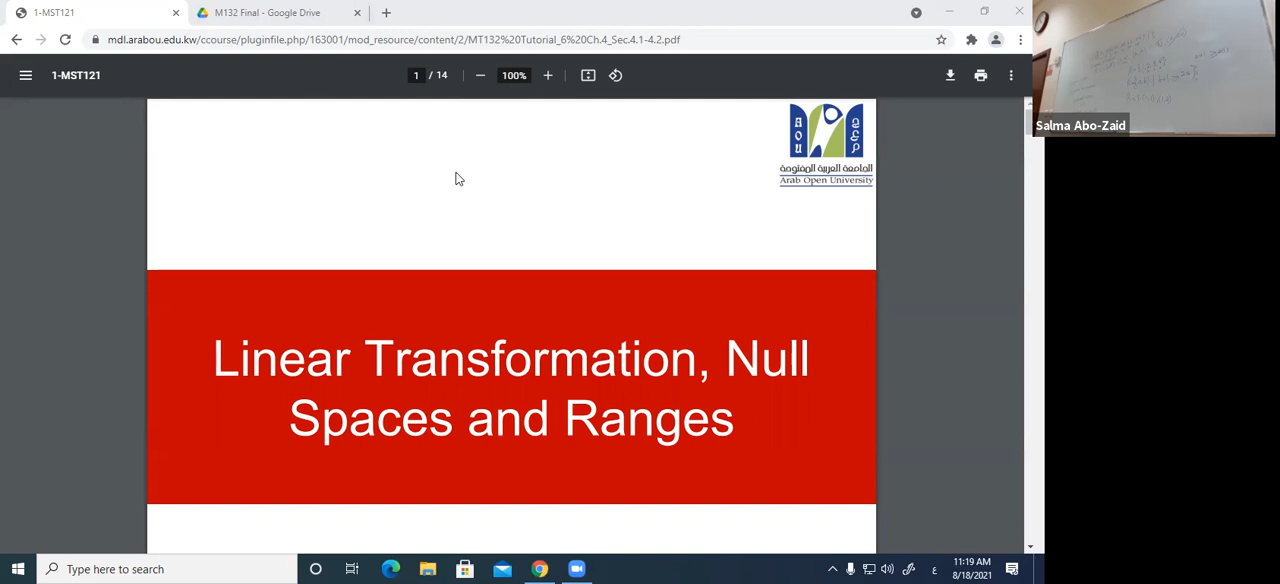 1-MST121
M132 Final - Google Drive
mdl.arabou.edu.kw/ccourse/pluginfile.php/163001/mod_resource/content/2/MT132%20Tutorial_6%20Ch.4_Sec.4.1-4.2.pdf
1-MST121
1 / 14
100%
Salma Abo-Zaid
AOU
الجامعة العربية المفتوحة
Arab Open University
Linear Transformation, Null
Spaces and Ranges
Type here to search
ع
11:19 AM
8/18/2021